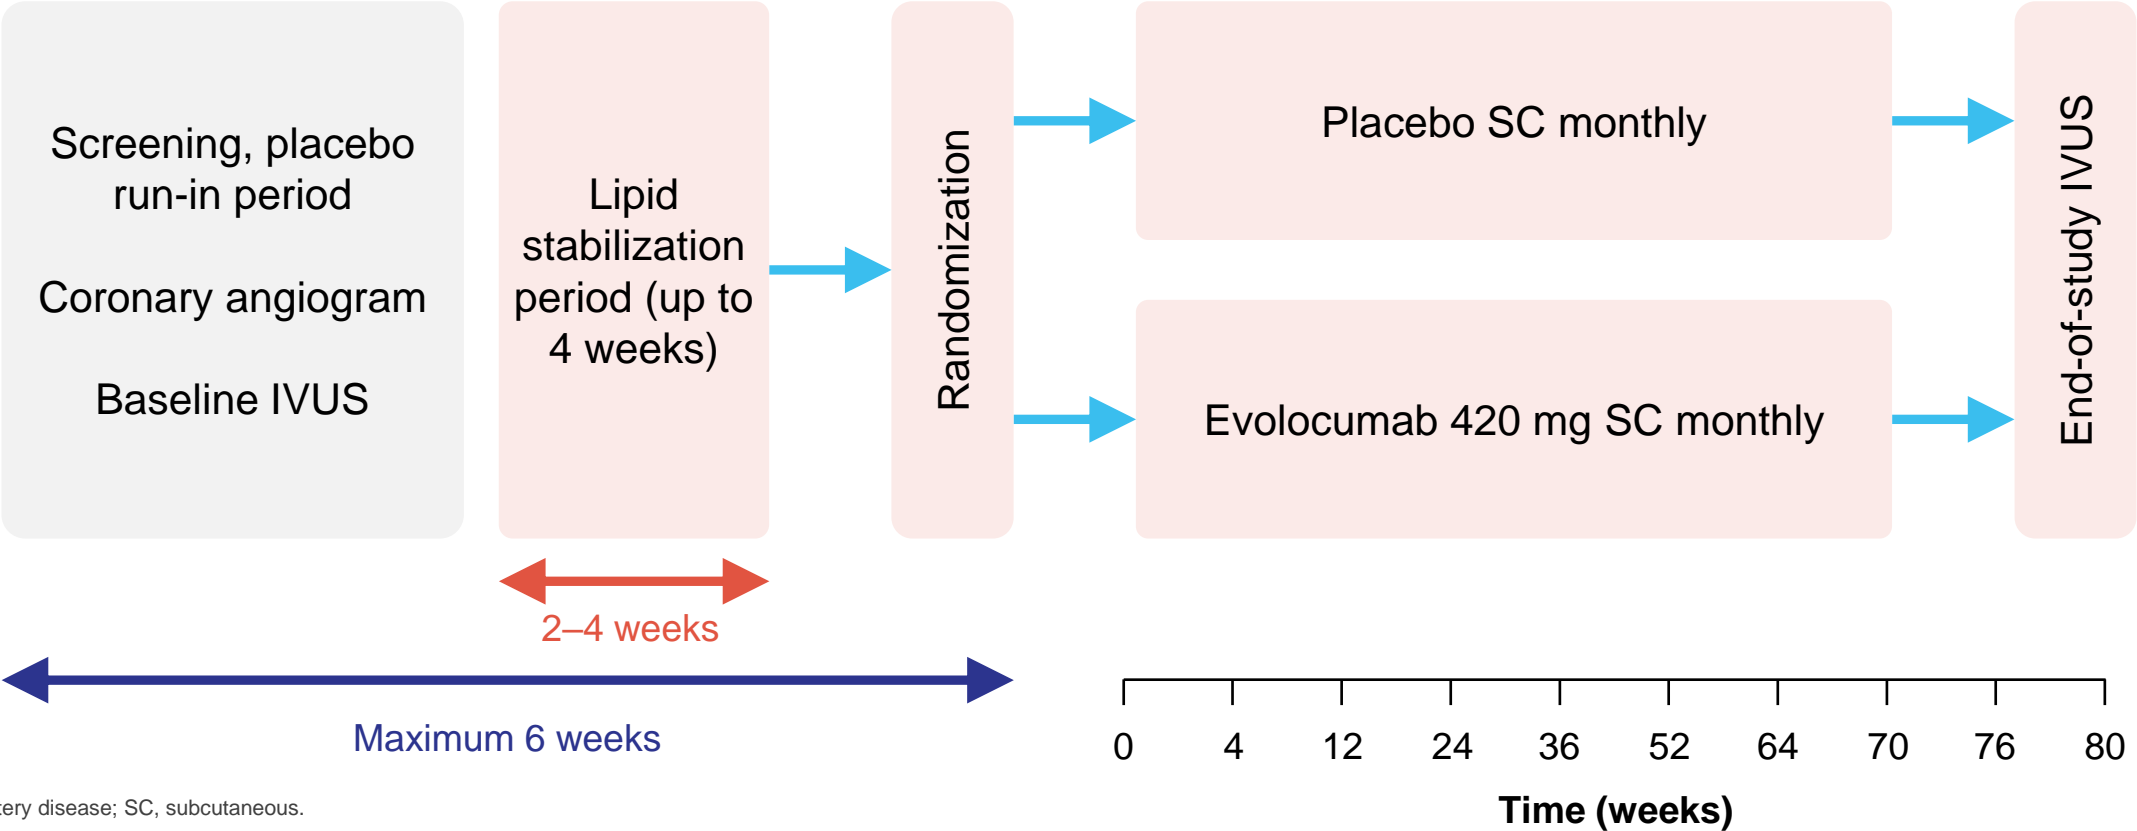 Screening, placebo
run-in period
Coronary angiogram
Baseline IVUS
Lipid
stabilization
period (up to
4 weeks)
Randomization
Placebo SC monthly
Evolocumab 420 mg SC monthly
End-of-study IVUS
2–4 weeks
Maximum 6 weeks
0 4 12 24 36 52 64 70 76 80
Time (weeks)
disease; SC, subcutaneous.